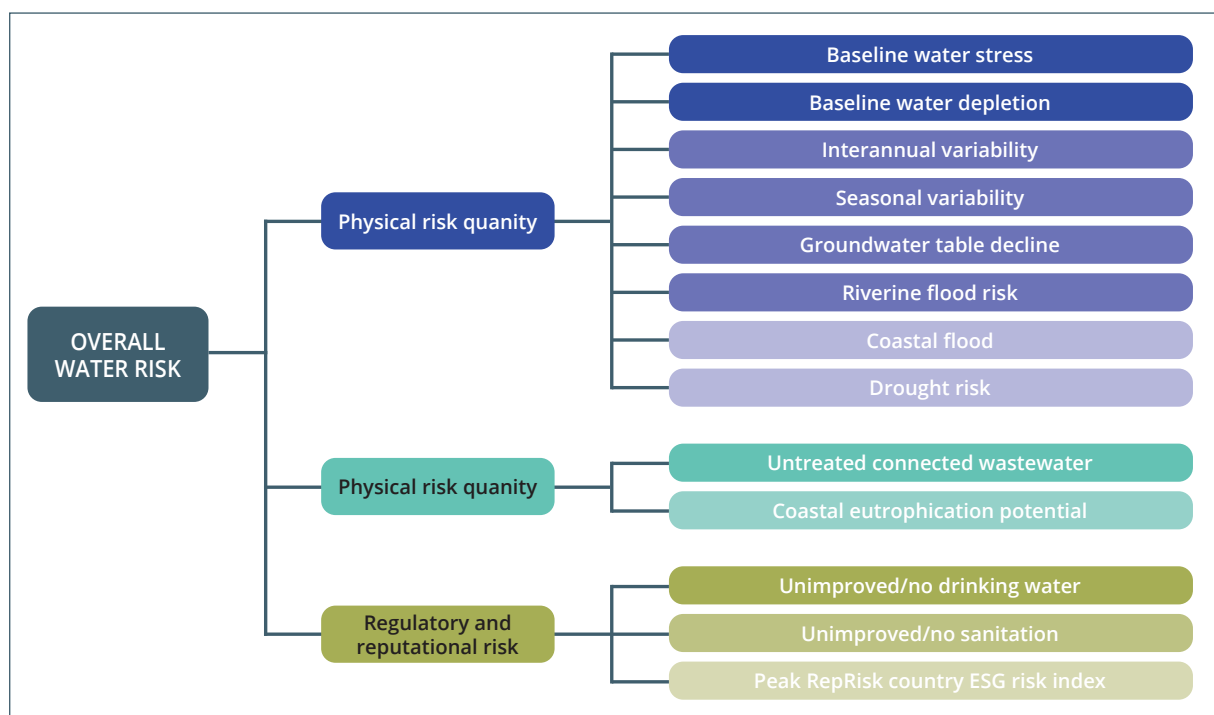 OVERALL
WATER RISK
Physical risk quanity
Baseline water stress
Baseline water depletion
Interannual variability
Seasonal variability
Groundwater table decline
Riverine flood risk
Coastal flood
Drought risk
Physical risk quanity
Untreated connected wastewater
Coastal eutrophication potential
Regulatory and
reputational risk
Unimproved/no drinking water
Unimproved/no sanitation
Peak RepRisk country ESG risk index